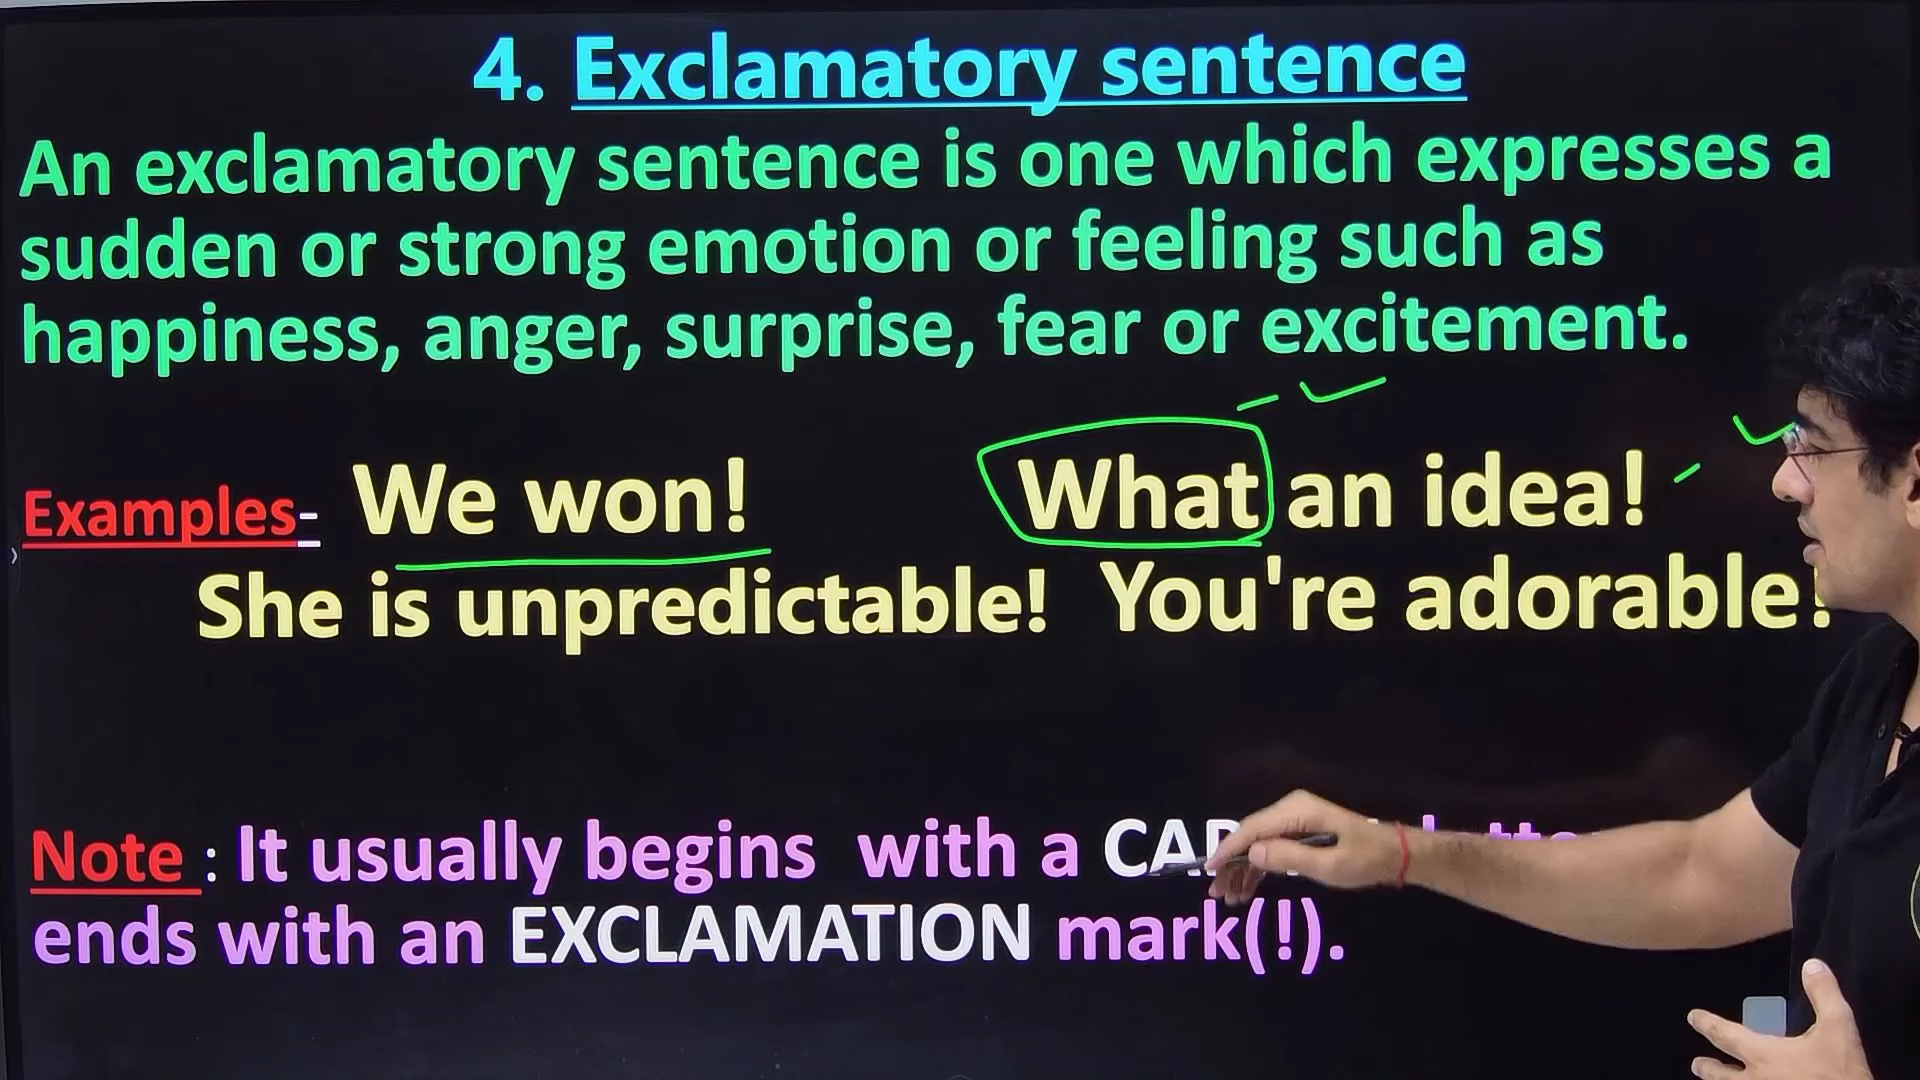 4. Exclamatory sentence
An exclamatory sentence is one which expresses a
sudden or strong emotion or feeling such as
happiness, anger, surprise, fear or excitement.
Examples- We won! What an idea!
She is unpredictable! You're adorable!
Note : It usually begins with a
ends with an EXCLAMATION mark(!).